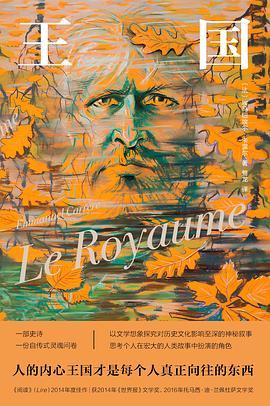 王国
Emmanuel Carrère
Le Royaume
一部史诗
一份自传式灵魂问卷
以文学想象探究对历史文化影响至深的神秘叙事
思考个人在宏大的人类故事中扮演的角色
人的内心王国才是每个人真正向往的东西
《阅读》（Lire）2014年度佳作｜获2014年《世界报》文学奖、2016年托马西·迪·兰佩杜萨文学奖